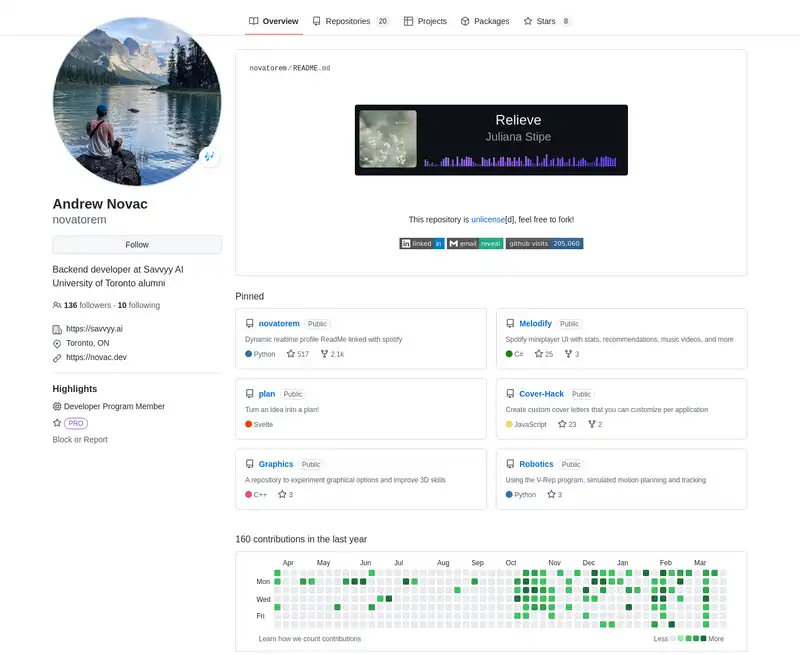 Overview
Repositories 20
Projects
Packages
Stars 8
novatorem/README.md
Relieve
Juliana Stipe
This repository is unlicense[d], feel free to fork!
linked in
email reveal
github visits 205,060
Andrew Novac
novatorem
Follow
Backend developer at Savvyy AI
University of Toronto alumni
136 followers · 10 following
https://savvyy.ai
Toronto, ON
https://novac.dev
Highlights
Developer Program Member
PRO
Block or Report
Pinned
novatorem Public
Dynamic realtime profile ReadMe linked with spotify
Python 517 2.1k
Melodify Public
Spotify miniplayer UI with stats, recommendations, music videos, and more
C# 25 3
plan Public
Turn an idea into a plan!
Svelte
Cover-Hack Public
Create custom cover letters that you can customize per application
JavaScript 23 2
Graphics Public
A repository to experiment graphical options and improve 3D skills
C++ 3
Robotics Public
Using the V-Rep program, simulated motion planning and tracking
Python 3
160 contributions in the last year
Apr May Jun Jul Aug Sep Oct Nov Dec Jan Feb Mar
Mon
Wed
Fri
Learn how we count contributions
Less More